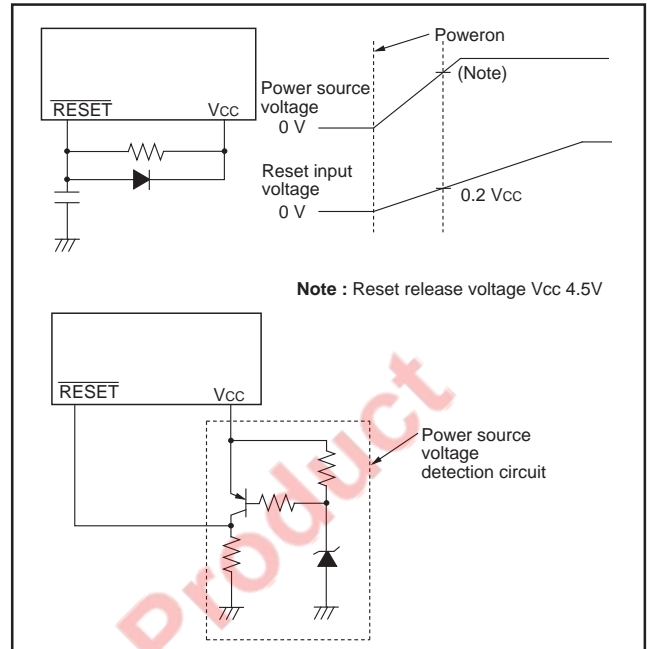 RESET
Vcc
Poweron
(Note)
Power source
voltage
0 V
Reset input
voltage
0 V
0.2 Vcc
Note : Reset release voltage Vcc 4.5V
RESET
Vcc
Power source
voltage
detection circuit
Product